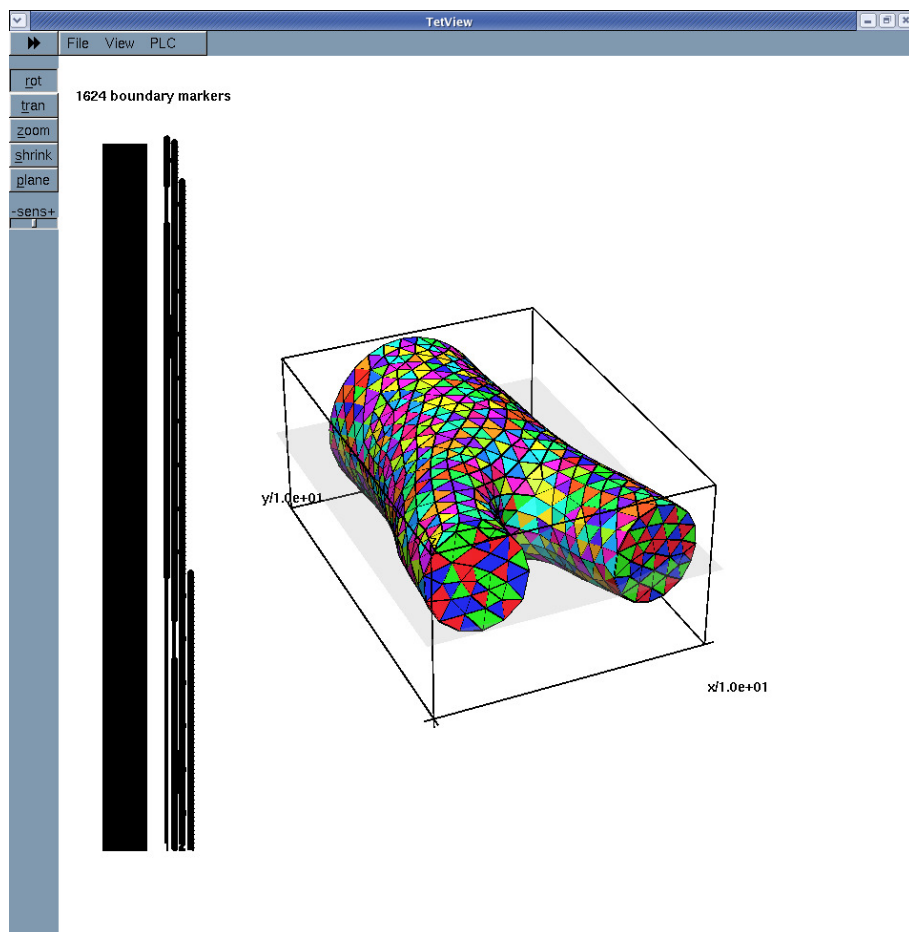 TetView
File View PLC
rot
tran
zoom
shrink
plane
-sens+
1624 boundary markers
y/1.0e+01
x/1.0e+01